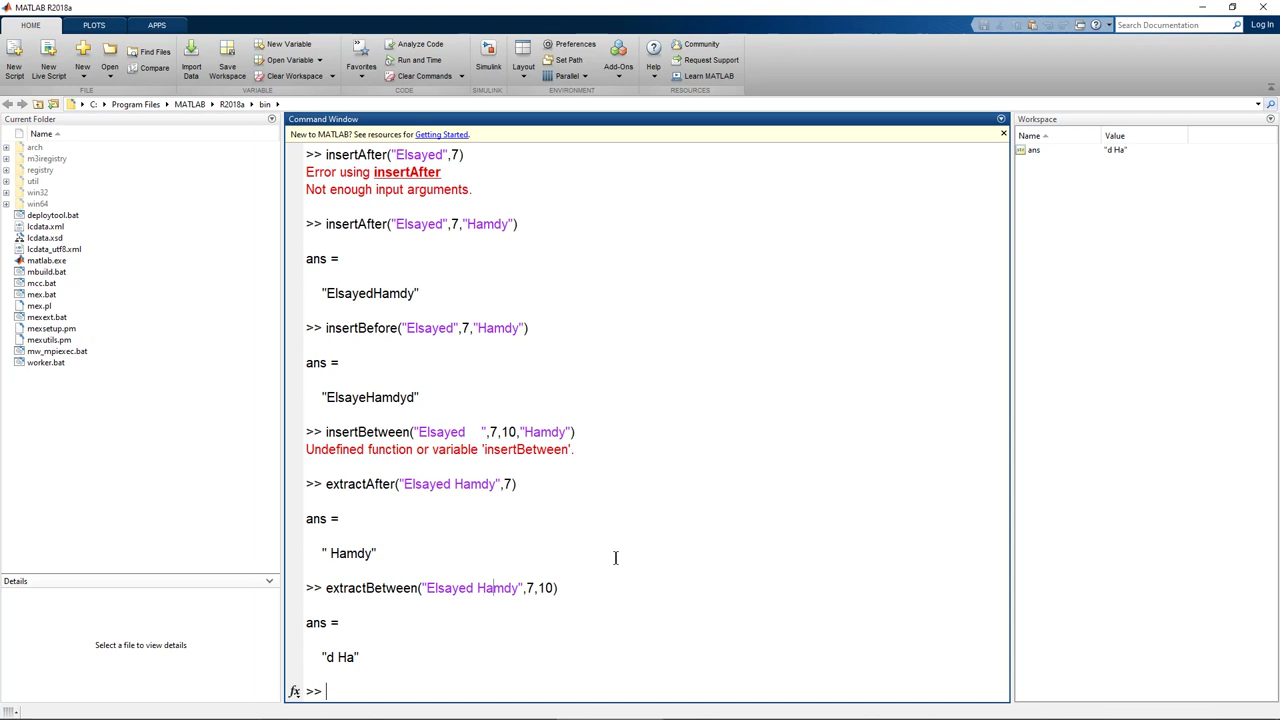 MATLAB R2018a
HOME PLOTS APPS
Search Documentation Log In
New Script
New Live Script
New
Open
Find Files
Compare
Import Data
Save Workspace
New Variable
Open Variable
Clear Workspace
Favorites
Analyze Code
Run and Time
Clear Commands
Simulink
Layout
Preferences
Set Path
Parallel
Add-Ons
Help
Community
Request Support
Learn MATLAB
FILE VARIABLE CODE SIMULINK ENVIRONMENT RESOURCES
C: Program Files MATLAB R2018a bin
Current Folder
Name
arch
m3iregistry
registry
util
win32
win64
deploytool.bat
lcdata.xml
lcdata.xsd
lcdata_utf8.xml
matlab.exe
mbuild.bat
mcc.bat
mex.bat
mex.pl
mexext.bat
mexsetup.pm
mexutils.pm
mw_mpiexec.bat
worker.bat
Details
Select a file to view details
Command Window
New to MATLAB? See resources for Getting Started.
>> insertAfter("Elsayed",7)
Error using insertAfter
Not enough input arguments.
>> insertAfter("Elsayed",7,"Hamdy")
ans =
"ElsayedHamdy"
>> insertBefore("Elsayed",7,"Hamdy")
ans =
"ElsayeHamdyd"
>> insertBetween("Elsayed    ",7,10,"Hamdy")
Undefined function or variable 'insertBetween'.
>> extractAfter("Elsayed Hamdy",7)
ans =
" Hamdy"
>> extractBetween("Elsayed Hamdy",7,10)
ans =
"d Ha"
fx >>
Workspace
Name Value
ans "d Ha"